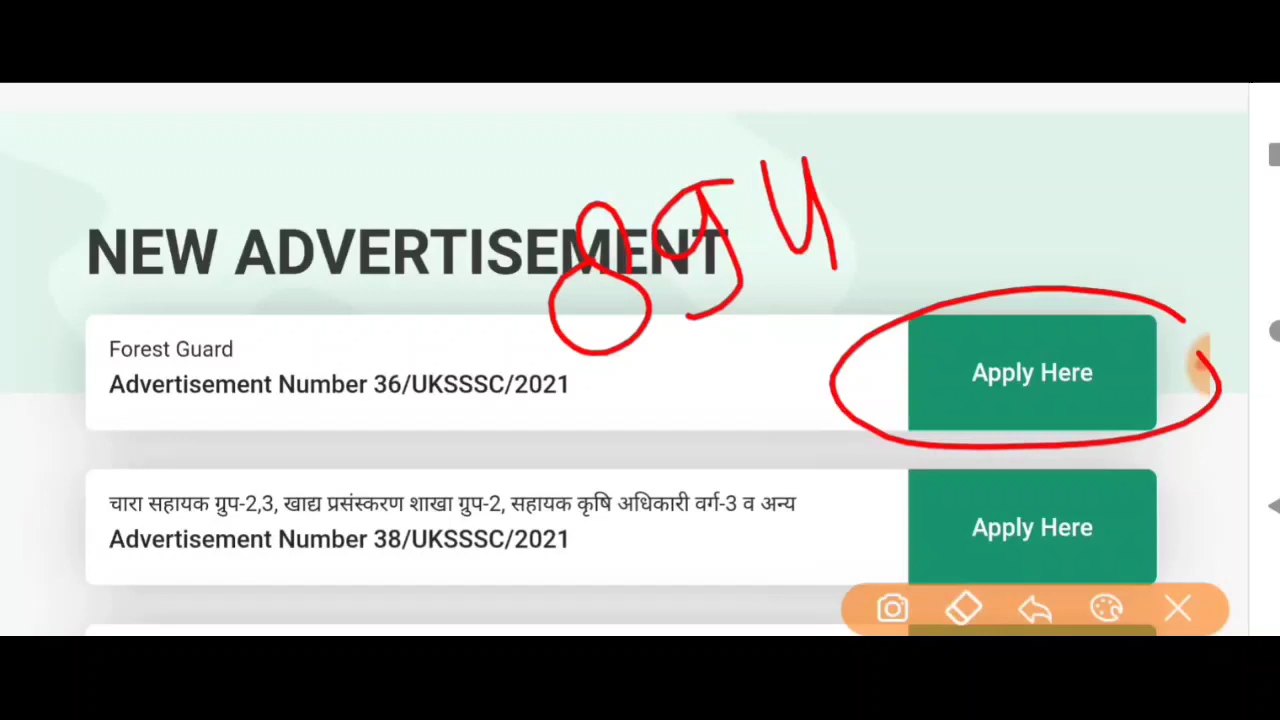 NEW ADVERTISEMENT
Forest Guard
Advertisement Number 36/UKSSSC/2021
Apply Here
चारा सहायक ग्रुप-2,3, खाद्य प्रसंस्करण शाखा ग्रुप-2, सहायक कृषि अधिकारी वर्ग-3 व अन्य
Advertisement Number 38/UKSSSC/2021
Apply Here